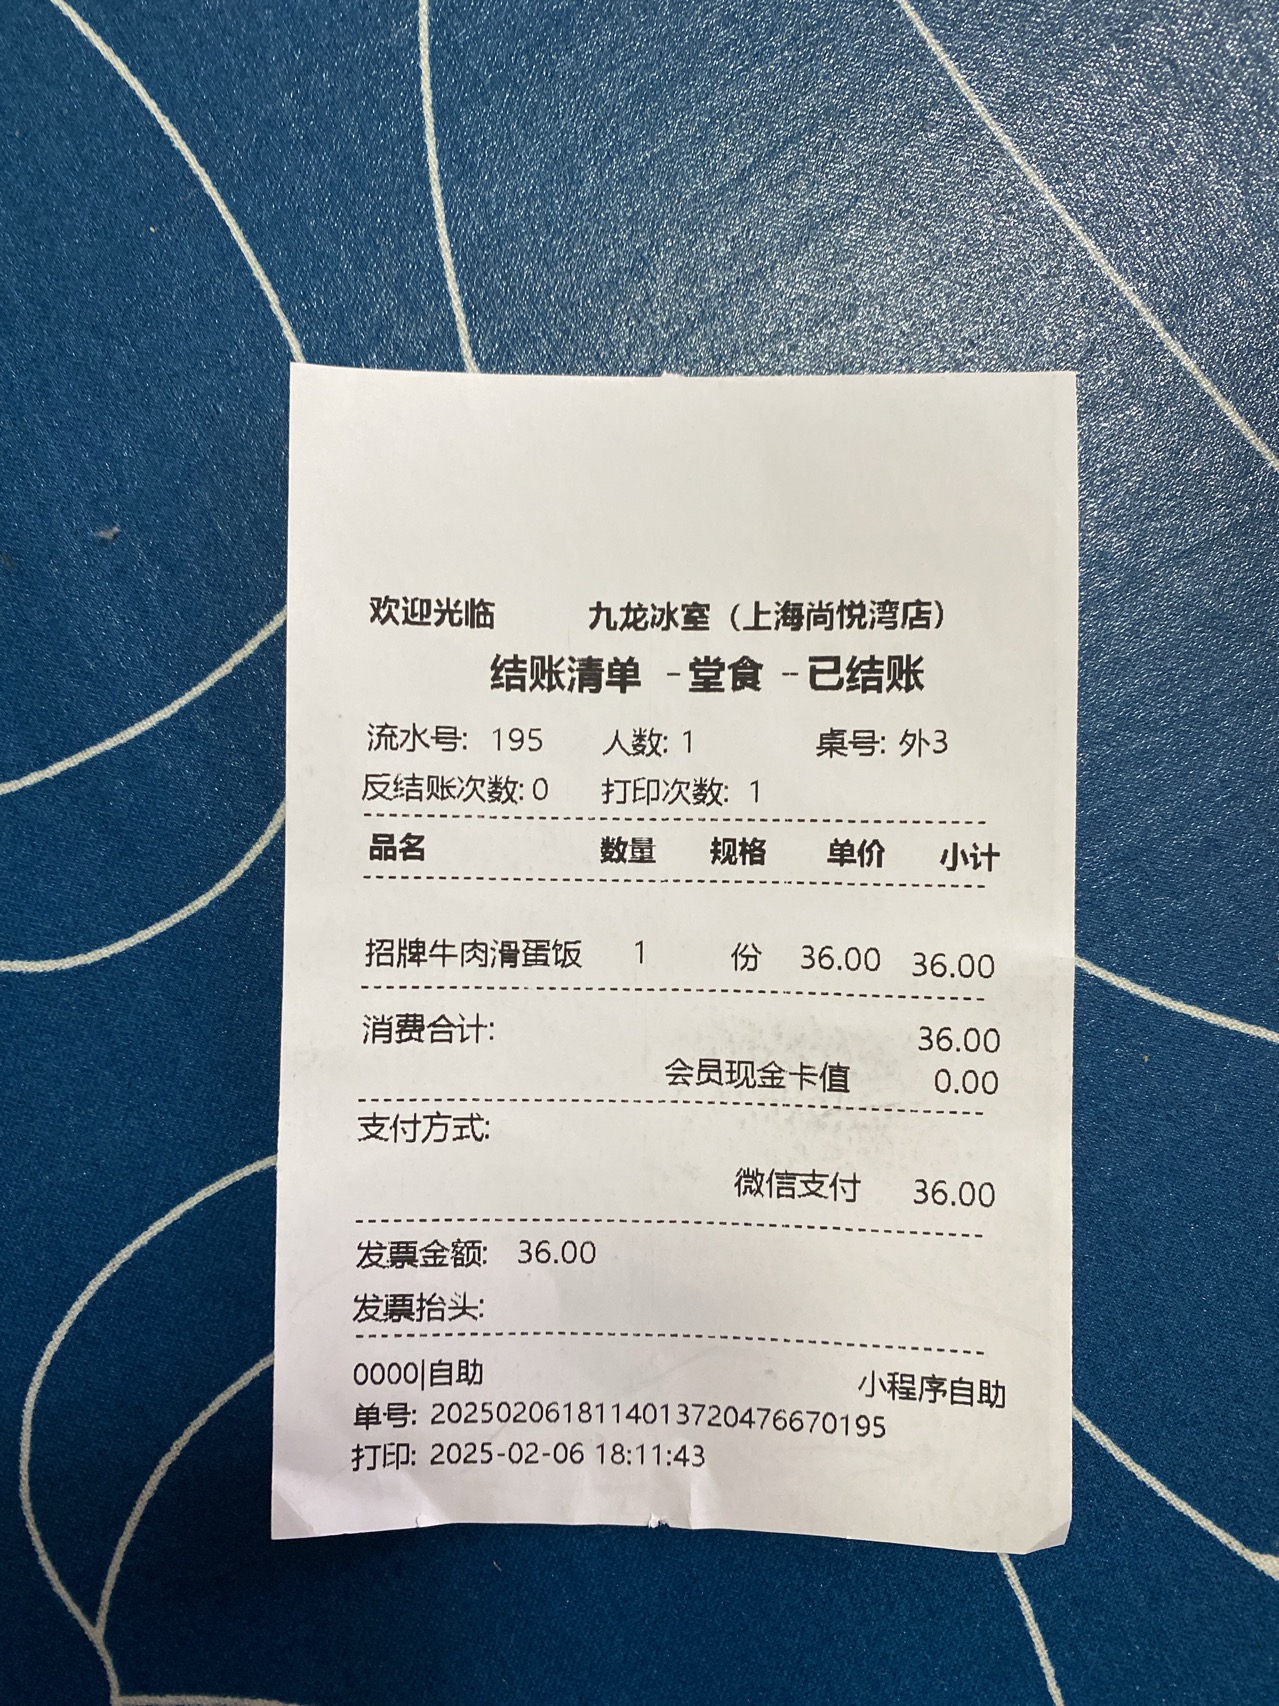 欢迎光临 九龙冰室（上海尚悦湾店）
结账清单 -堂食 --已结账
流水号: 195 人数: 1 桌号: 外3
反结账次数: 0 打印次数: 1
品名 数量 规格 单价 小计
招牌牛肉滑蛋饭 1 份 36.00 36.00
消费合计: 36.00
会员现金卡值 0.00
支付方式:
微信支付 36.00
发票金额: 36.00
发票抬头:
0000|自助 小程序自助
单号: 20250206181140137204766​70195
打印: 2025-02-06 18:11:43